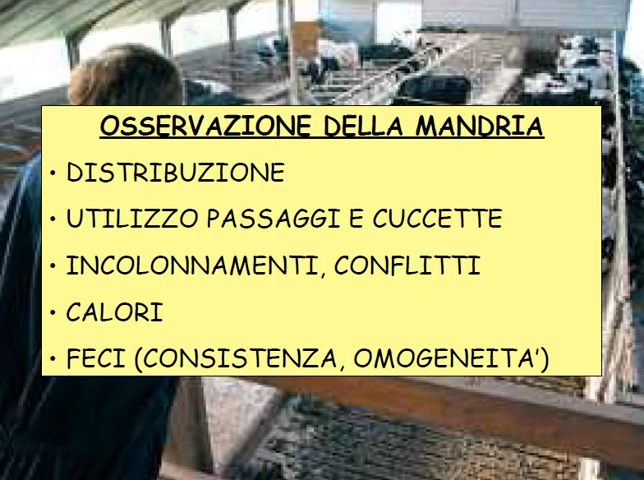 OSSERVAZIONE DELLA MANDRIA
• DISTRIBUZIONE
• UTILIZZO PASSAGGI E CUCCETTE
• INCOLONNAMENTI, CONFLITTI
• CALORI
• FECI (CONSISTENZA, OMOGENEITA’)